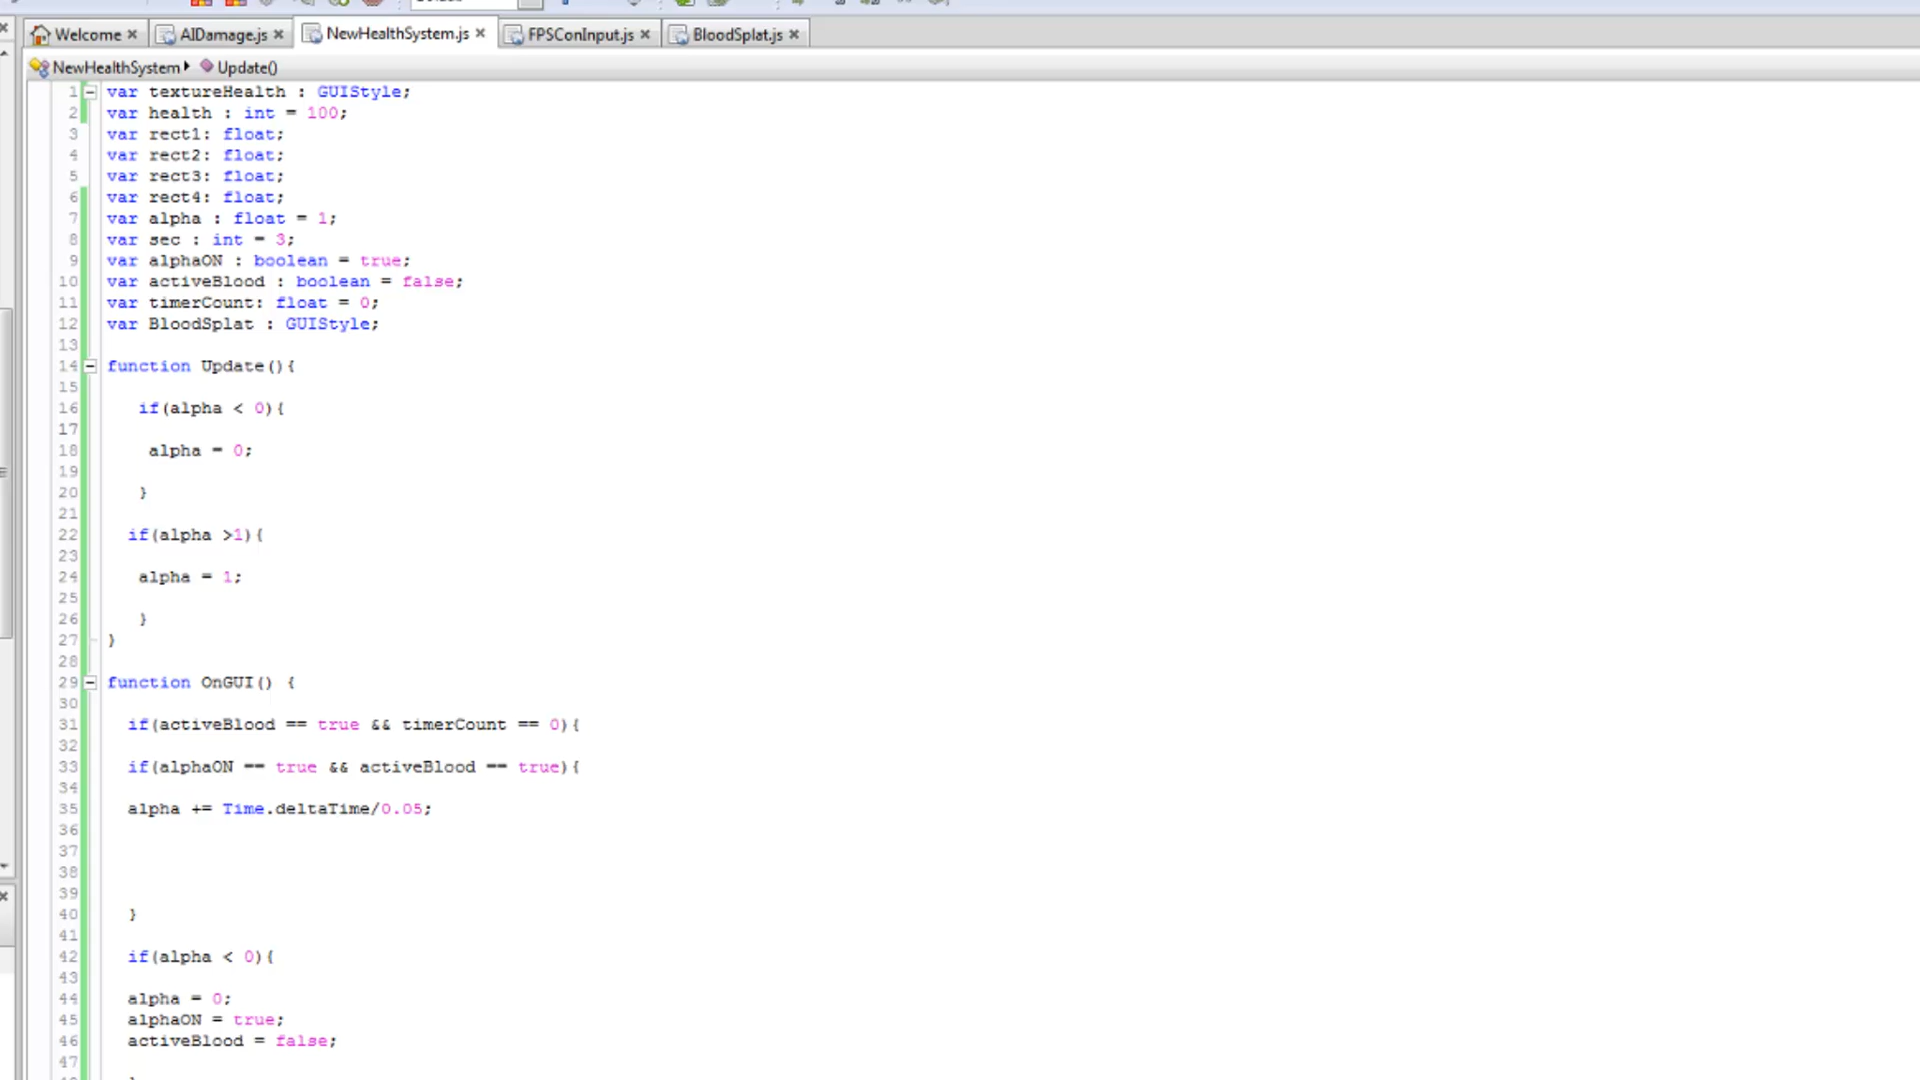 Welcome
AIDamage.js
NewHealthSystem.js
FPSConInput.js
BloodSplat.js
NewHealthSystem
Update()
1 var textureHealth : GUIStyle;
2 var health : int = 100;
3 var rect1: float;
4 var rect2: float;
5 var rect3: float;
6 var rect4: float;
7 var alpha : float = 1;
8 var sec : int = 3;
9 var alphaON : boolean = true;
10 var activeBlood : boolean = false;
11 var timerCount: float = 0;
12 var BloodSplat : GUIStyle;
13
14 function Update(){
15
16 if(alpha < 0){
17
18 alpha = 0;
19
20 }
21
22 if(alpha >1){
23
24 alpha = 1;
25
26 }
27 }
28
29 function OnGUI() {
30
31 if(activeBlood == true && timerCount == 0){
32
33 if(alphaON == true && activeBlood == true){
34
35 alpha += Time.deltaTime/0.05;
36
37
38
39
40 }
41
42 if(alpha < 0){
43
44 alpha = 0;
45 alphaON = true;
46 activeBlood = false;
47